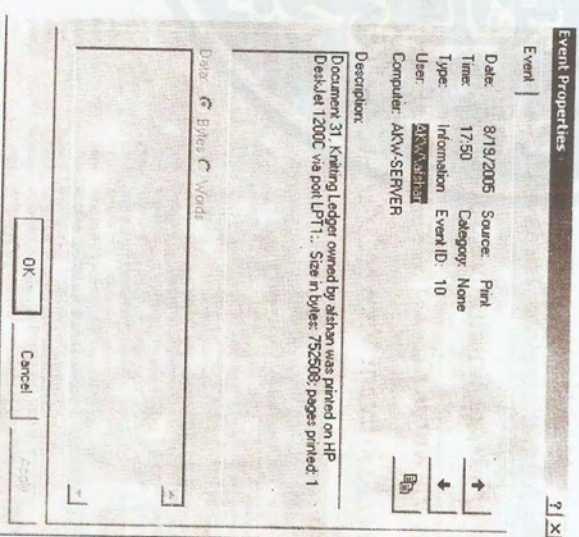 Event Properties ? X
Event
Date: 8/19/2006 Source: Print
Time: 17:50 Category: None
Type: Information Event ID: 10
User: AKW\afshan
Computer: AKW-SERVER
Description:
Document 31, Knitting Ledger owned by afshan was printed on HP
DeskJet 1200C via port LPT1:. Size in bytes: 752508; pages printed: 1
Data: Bytes Words
OK Cancel Apply